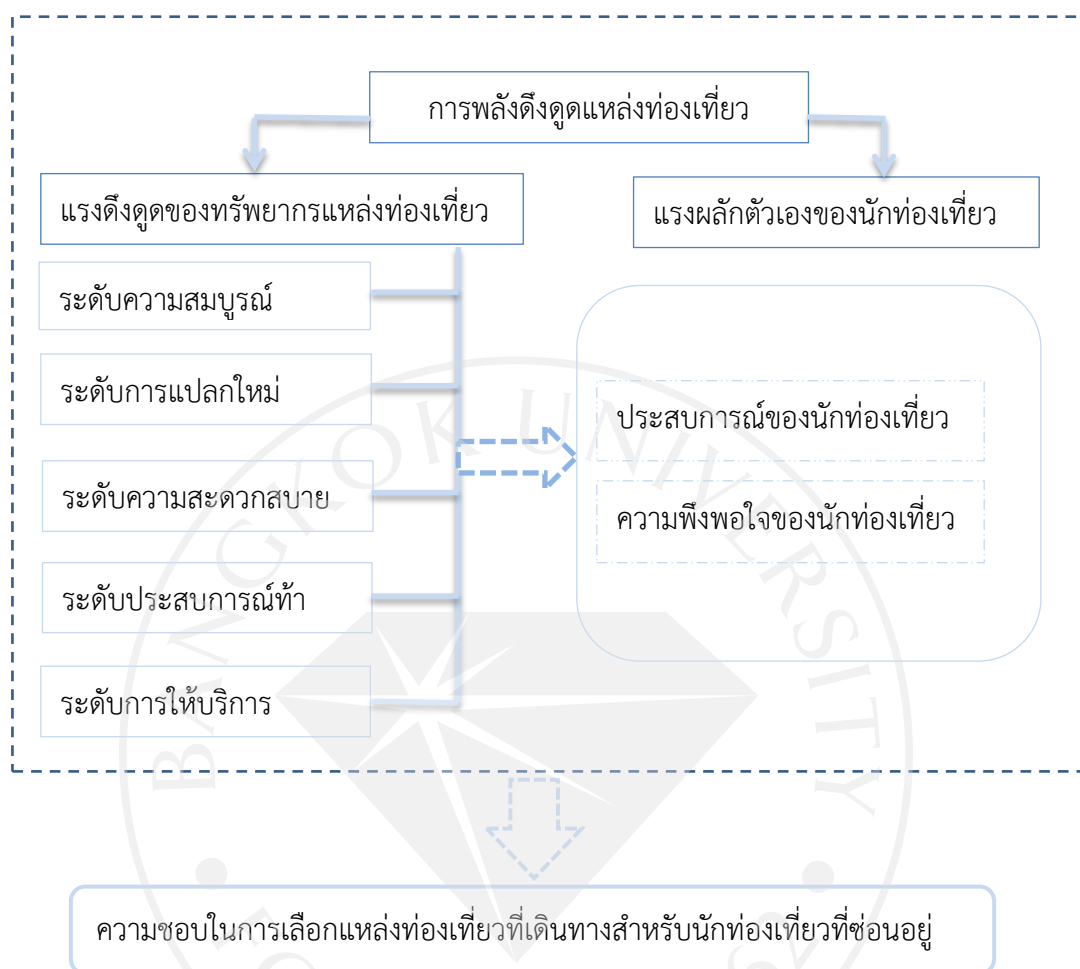 การพลังดึงดูดแหล่งท่องเที่ยว
แรงดึงดูดของทรัพยากรแหล่งท่องเที่ยว
แรงผลักตัวเองของนักท่องเที่ยว
ระดับความสมบูรณ์
ระดับการแปลกใหม่
ระดับความสะดวกสบาย
ระดับประสบการณ์ท้า
ระดับการให้บริการ
ประสบการณ์ของนักท่องเที่ยว
ความพึงพอใจของนักท่องเที่ยว
ความชอบในการเลือกแหล่งท่องเที่ยวที่เดินทางสำหรับนักท่องเที่ยวที่ซ่อนอยู่
BANGKOK UNIVERSITY